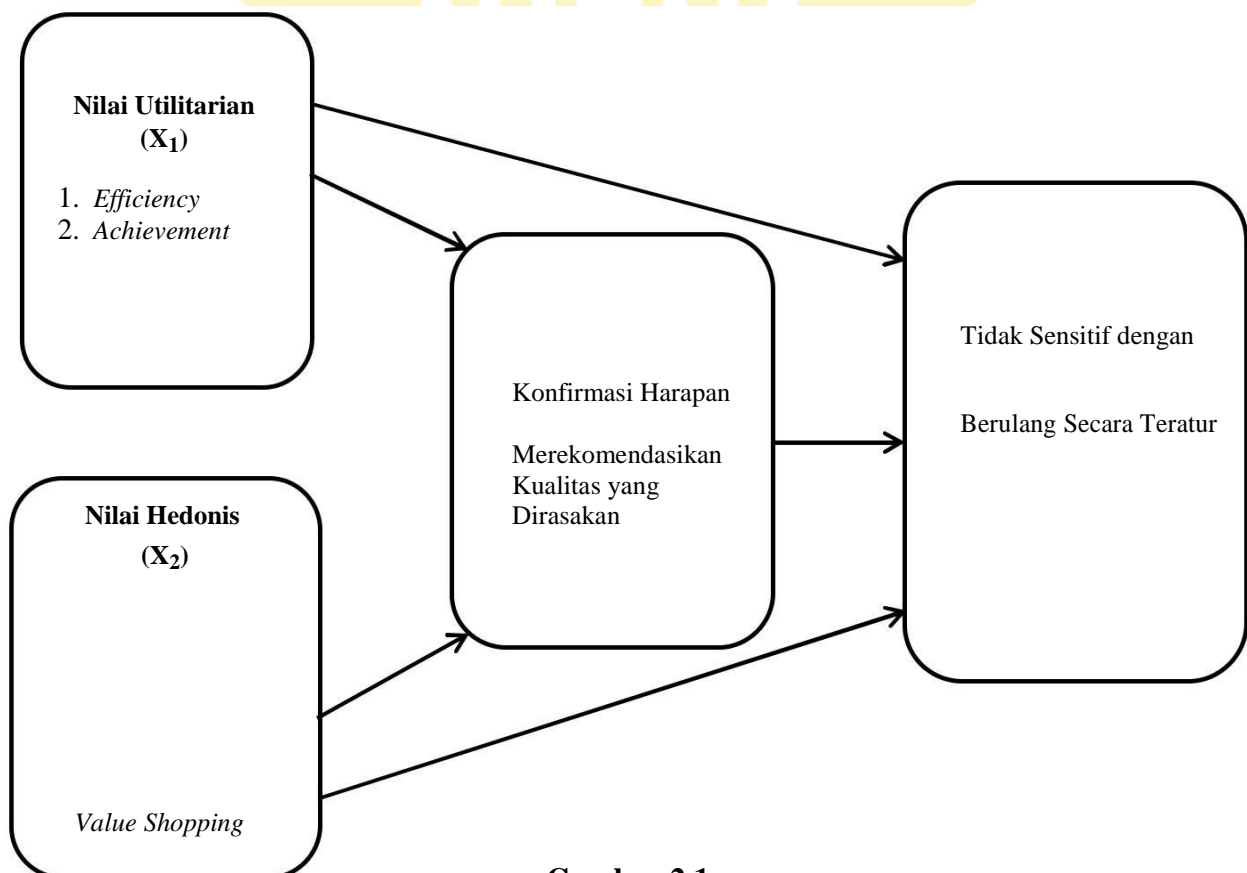 Nilai Utilitarian
(X1)
1. Efficiency
2. Achievement
Nilai Hedonis
(X2)
Value Shopping
Konfirmasi Harapan
Merekomendasikan
Kualitas yang
Dirasakan
Tidak Sensitif dengan
Berulang Secara Teratur